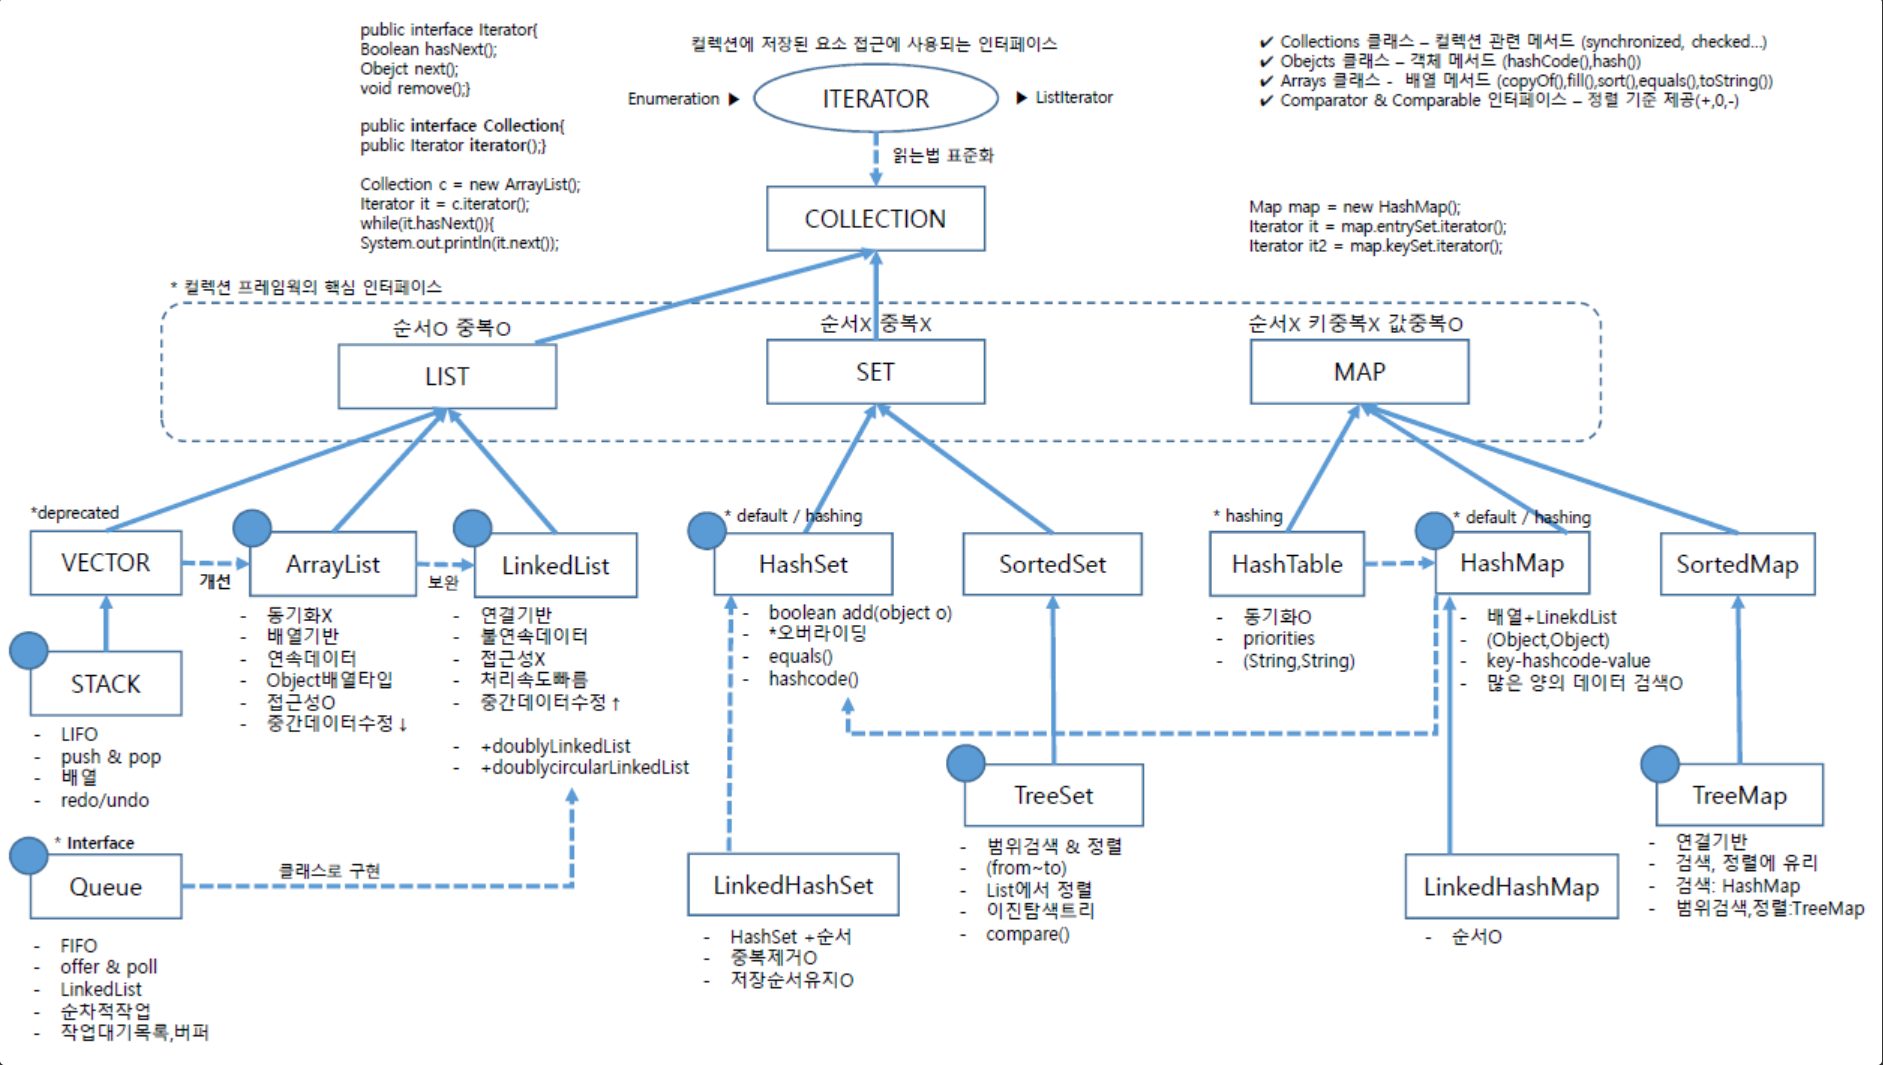 public interface Iterator{
Boolean hasNext();
Obejct next();
void remove();}
public interface Collection{
public Iterator iterator();}
Collection c = new ArrayList();
Iterator it = c.iterator();
while(it.hasNext()){
System.out.println(it.next());
컬렉션에 저장된 요소 접근에 사용되는 인터페이스
Enumeration ▶
ITERATOR
▶ ListIterator
읽는법 표준화
COLLECTION
✔ Collections 클래스 – 컬렉션 관련 메서드 (synchronized, checked...)
✔ Obejcts 클래스 – 객체 메서드 (hashCode(),hash())
✔ Arrays 클래스 - 배열 메서드 (copyOf(),fill(),sort(),equals(),toString())
✔ Comparator & Comparable 인터페이스 – 정렬 기준 제공(+,0,-)
Map map = new HashMap();
Iterator it = map.entrySet.iterator();
Iterator it2 = map.keySet.iterator();
* 컬렉션 프레임웍의 핵심 인터페이스
순서O 중복O
LIST
순서X 중복X
SET
순서X 키중복X 값중복O
MAP
*deprecated
VECTOR
개선
ArrayList
보완
LinkedList
* default / hashing
HashSet
SortedSet
* hashing
HashTable
* default / hashing
HashMap
SortedMap
STACK
- LIFO
- push & pop
- 배열
- redo/undo
- 동기화X
- 배열기반
- 연속데이터
- Object배열타입
- 접근성O
- 중간데이터수정↓
- 연결기반
- 불연속데이터
- 접근성X
- 처리속도빠름
- 중간데이터수정↑
- +doublyLinkedList
- +doublycircularLinkedList
- boolean add(object o)
- *오버라이딩
- equals()
- hashcode()
- 동기화O
- priorities
- (String,String)
- 배열+LinekdList
- (Object,Object)
- key-hashcode-value
- 많은 양의 데이터 검색O
* Interface
Queue
클래스로 구현
- FIFO
- offer & poll
- LinkedList
- 순차적작업
- 작업대기목록,버퍼
LinkedHashSet
- HashSet +순서
- 중복제거O
- 저장순서유지O
TreeSet
- 범위검색 & 정렬
- (from~to)
- List에서 정렬
- 이진탐색트리
- compare()
LinkedHashMap
- 순서O
TreeMap
- 연결기반
- 검색, 정렬에 유리
- 검색: HashMap
- 범위검색,정렬:TreeMap